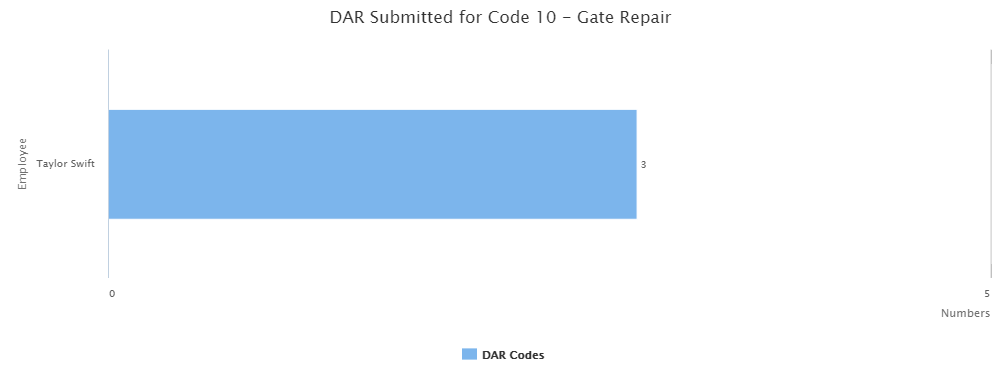 DAR Submitted for Code 10 - Gate Repair
Employee
Taylor Swift
3
0
5
Numbers
DAR Codes